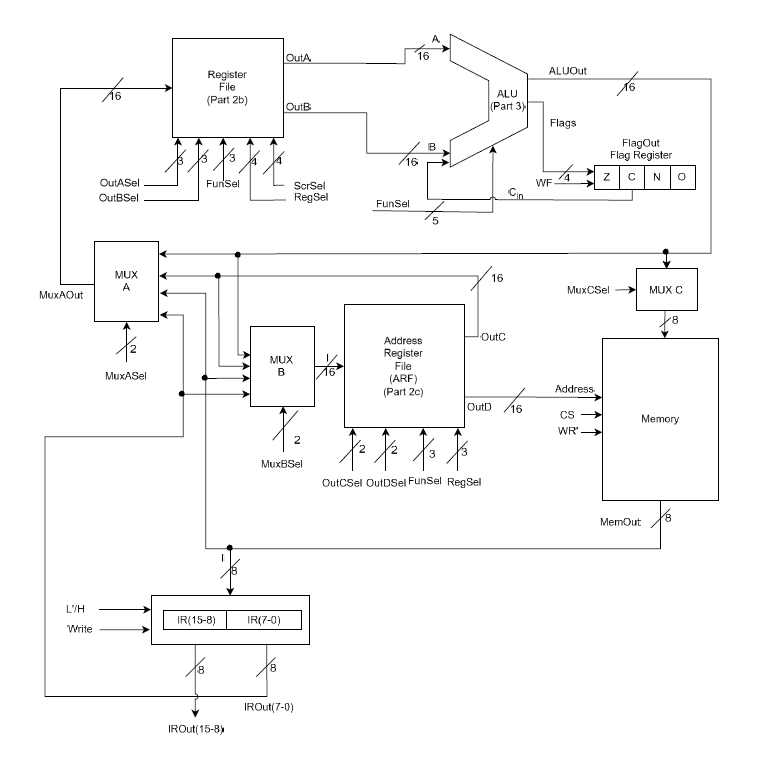 Register
File
(Part 2b)
OutA
OutB
16
A
16
B
16
ALU
(Part 3)
ALUOut
16
Flags
FlagOut
Flag Register
4
WF
Z C N O
Cin
FunSel
5
3
3
3
4
4
OutASel
OutBSel
FunSel
ScrSel
RegSel
MUX
A
MuxAOut
2
MuxASel
MUX
B
I
16
2
MuxBSel
Address
Register
File
(ARF)
(Part 2c)
16
OutC
OutD
16
2
2
3
3
OutCSel
OutDSel
FunSel
RegSel
MuxCSel
MUX C
8
Address
CS
WR"
Memory
MemOut
8
I
8
L'/H
'Write
IR(15-8)
IR(7-0)
8
8
IROut(7-0)
IROut(15-8)